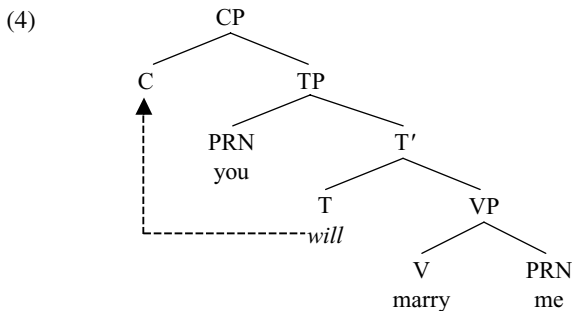 (4) CP
C TP
PRN T′
you
T VP
will
V PRN
marry me